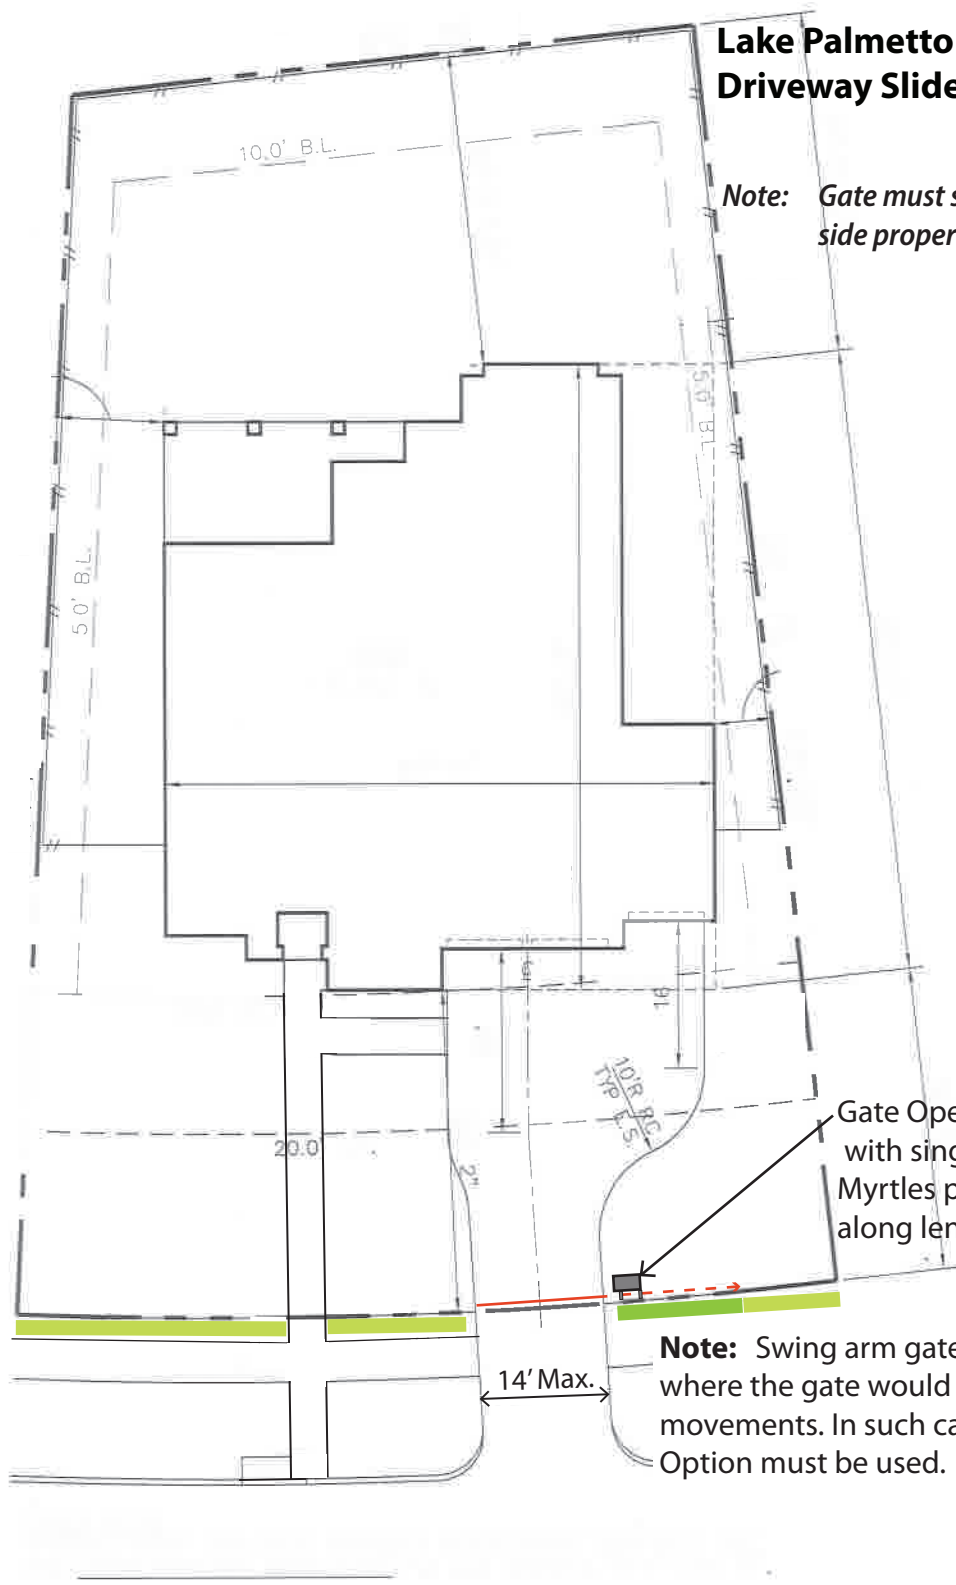 Lake Palmetto
Driveway Slide
Note: Gate must s
side proper
10.0' B.L.
5.0' B.L.
5.0' B.L.
19
16
10'R RC.
TYP E.S.
20.0'
2"
Gate Ope
with sing
Myrtles p
along len
14' Max.
Note: Swing arm gate
where the gate would
movements. In such ca
Option must be used.